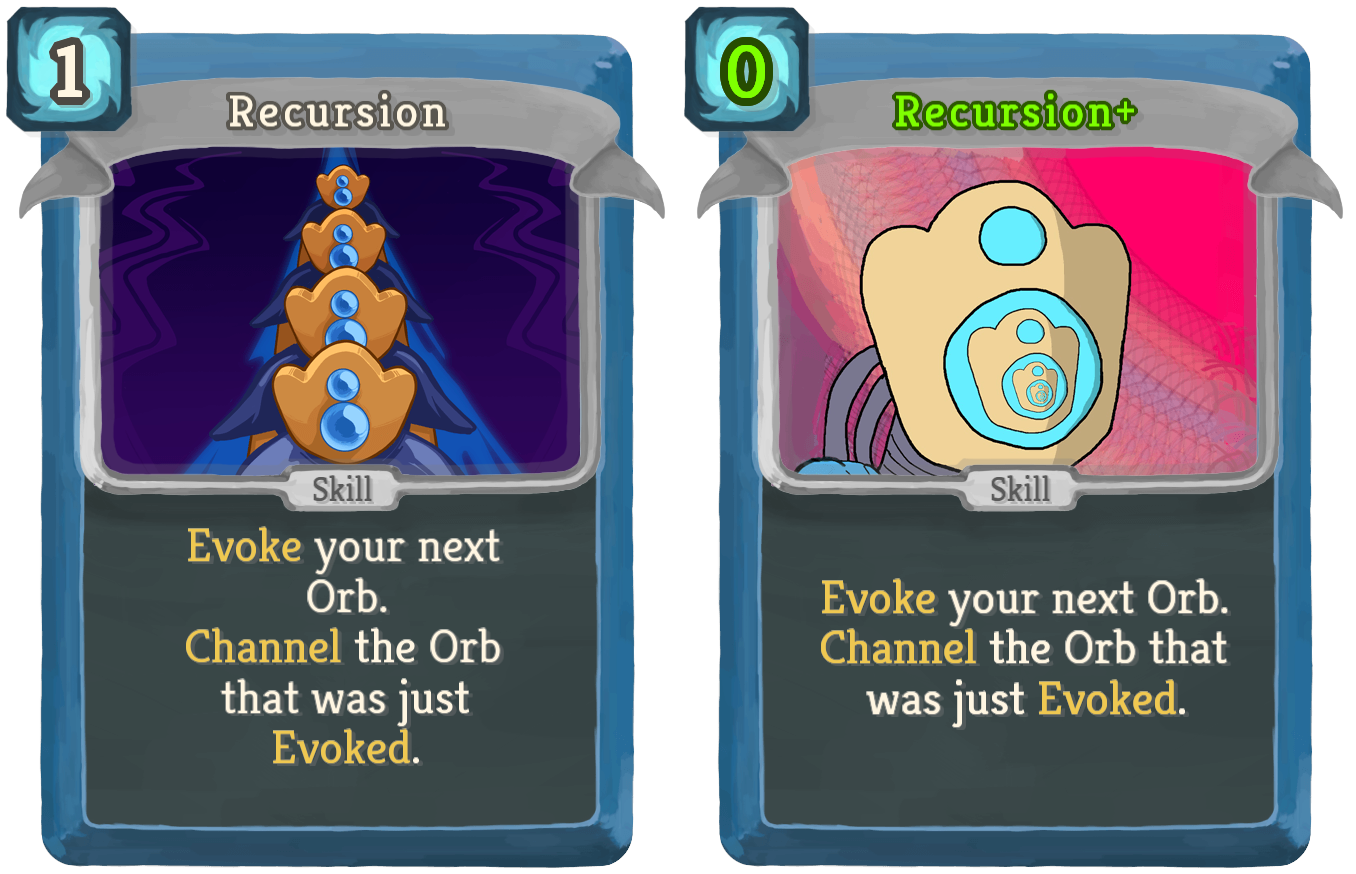 1
Recursion
Skill
Evoke your next
Orb.
Channel the Orb
that was just
Evoked.
0
Recursion+
Skill
Evoke your next Orb.
Channel the Orb that
was just Evoked.